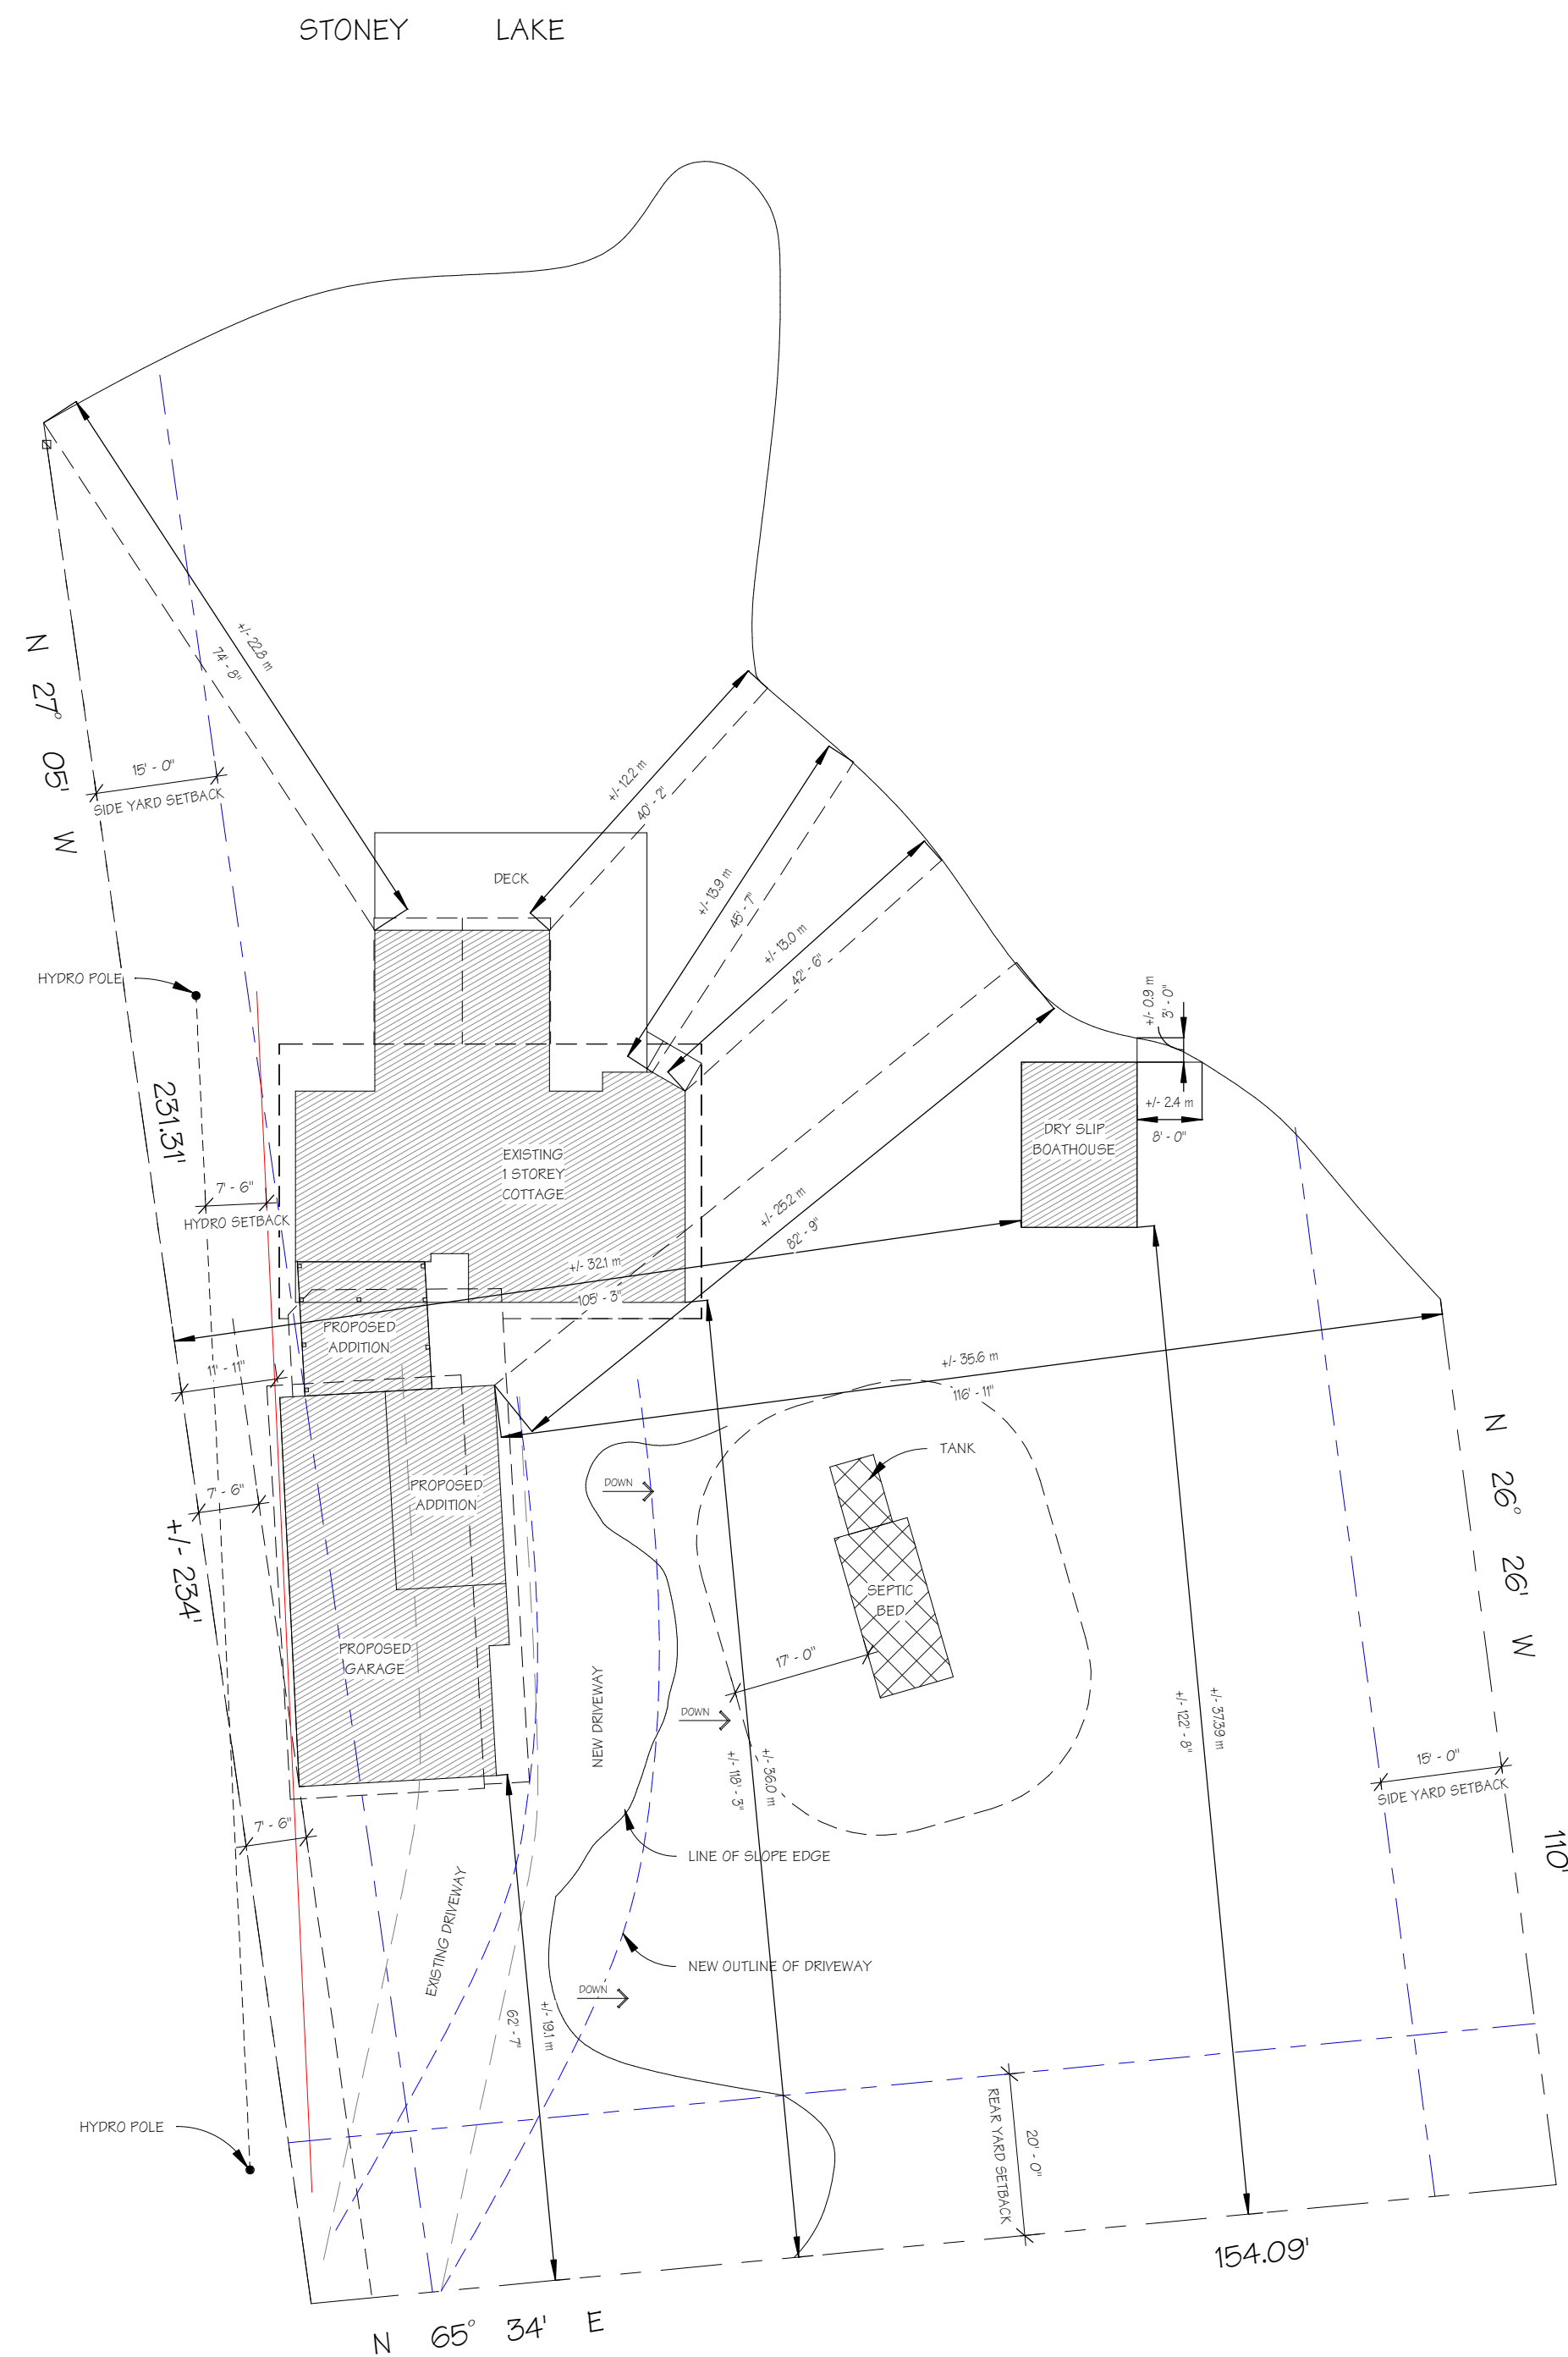 STONEY LAKE
+/- 22.8 m
74' - 8"
N 27° 05' W
15' - 0"
SIDE YARD SETBACK
+/- 12.2 m
40' - 2"
DECK
+/- 13.9 m
45' - 7"
+/- 13.0 m
42' - 6"
HYDRO POLE
+/- 0.9 m
3' - 0"
+/- 2.4 m
8' - 0"
DRY SLIP
BOATHOUSE
231.31'
EXISTING
1 STOREY
COTTAGE
7' - 6"
HYDRO SETBACK
+/- 25.2 m
82' - 9"
+/- 32.1 m
105' - 3"
PROPOSED
ADDITION
11' - 11"
+/- 35.6 m
116' - 11"
TANK
N 26° 26' W
DOWN
PROPOSED
ADDITION
7' - 6"
+/- 234'
SEPTIC
BED
17' - 0"
PROPOSED
GARAGE
NEW DRIVEWAY
DOWN
+/- 36.0 m
+/- 118' - 3"
+/- 37.39 m
+/- 122' - 8"
15' - 0"
SIDE YARD SETBACK
7' - 6"
LINE OF SLOPE EDGE
110'
EXISTING DRIVEWAY
NEW OUTLINE OF DRIVEWAY
DOWN
+/- 19.1 m
62' - 7"
HYDRO POLE
20' - 0"
REAR YARD SETBACK
154.09'
N 65° 34' E